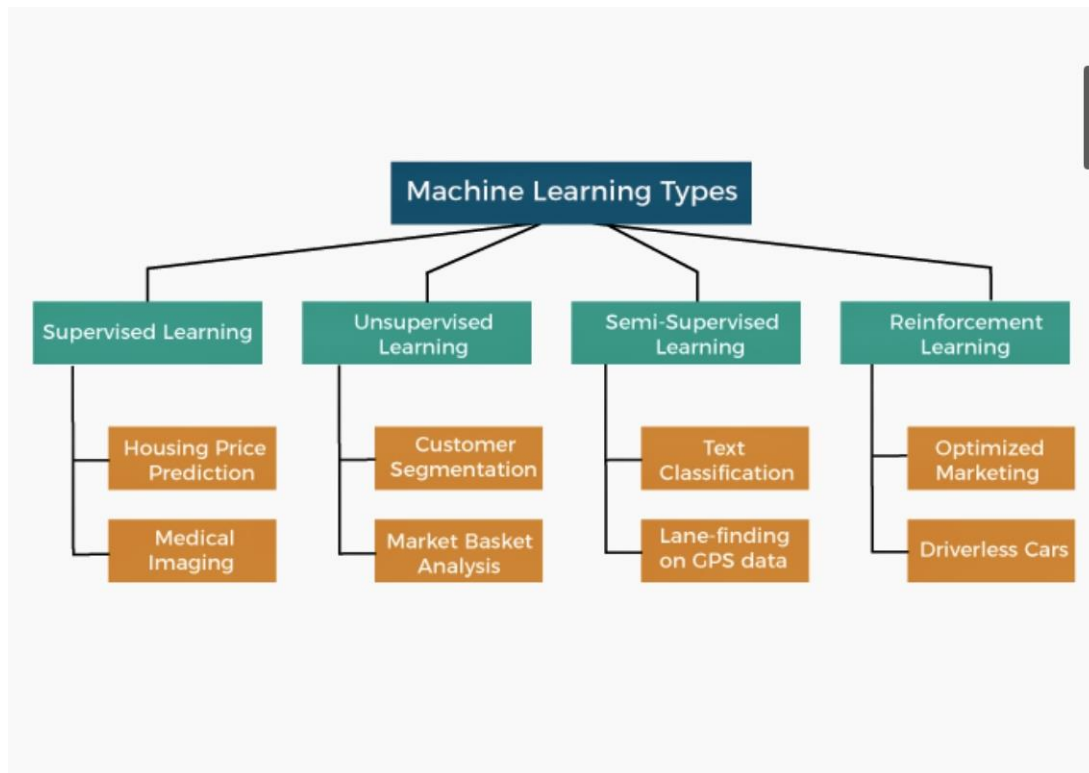 Machine Learning Types
Supervised Learning
Unsupervised
Learning
Semi-Supervised
Learning
Reinforcement
Learning
Housing Price
Prediction
Customer
Segmentation
Text
Classification
Optimized
Marketing
Medical
Imaging
Market Basket
Analysis
Lane-finding
on GPS data
Driverless Cars